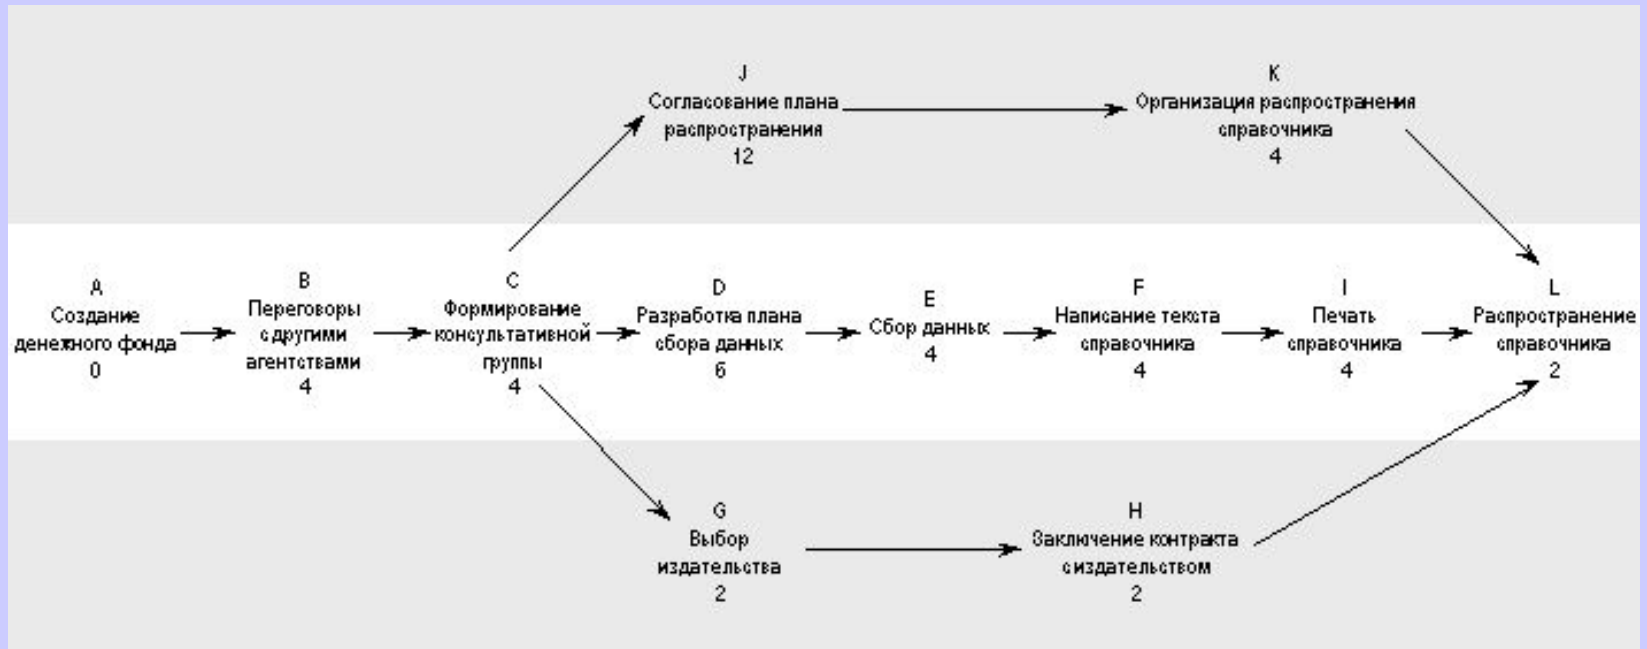 J
Согласование плана
распространения
12
K
Организация распространения
справочника
4
A
Создание
денежного фонда
0
B
Переговоры
с другими
агентствами
4
C
Формирование
консультативной
группы
4
D
Разработка плана
сбора данных
6
E
Сбор данных
4
F
Написание текста
справочника
4
I
Печать
справочника
4
L
Распространение
справочника
2
G
Выбор
издательства
2
H
Заключение контракта
с издательством
2